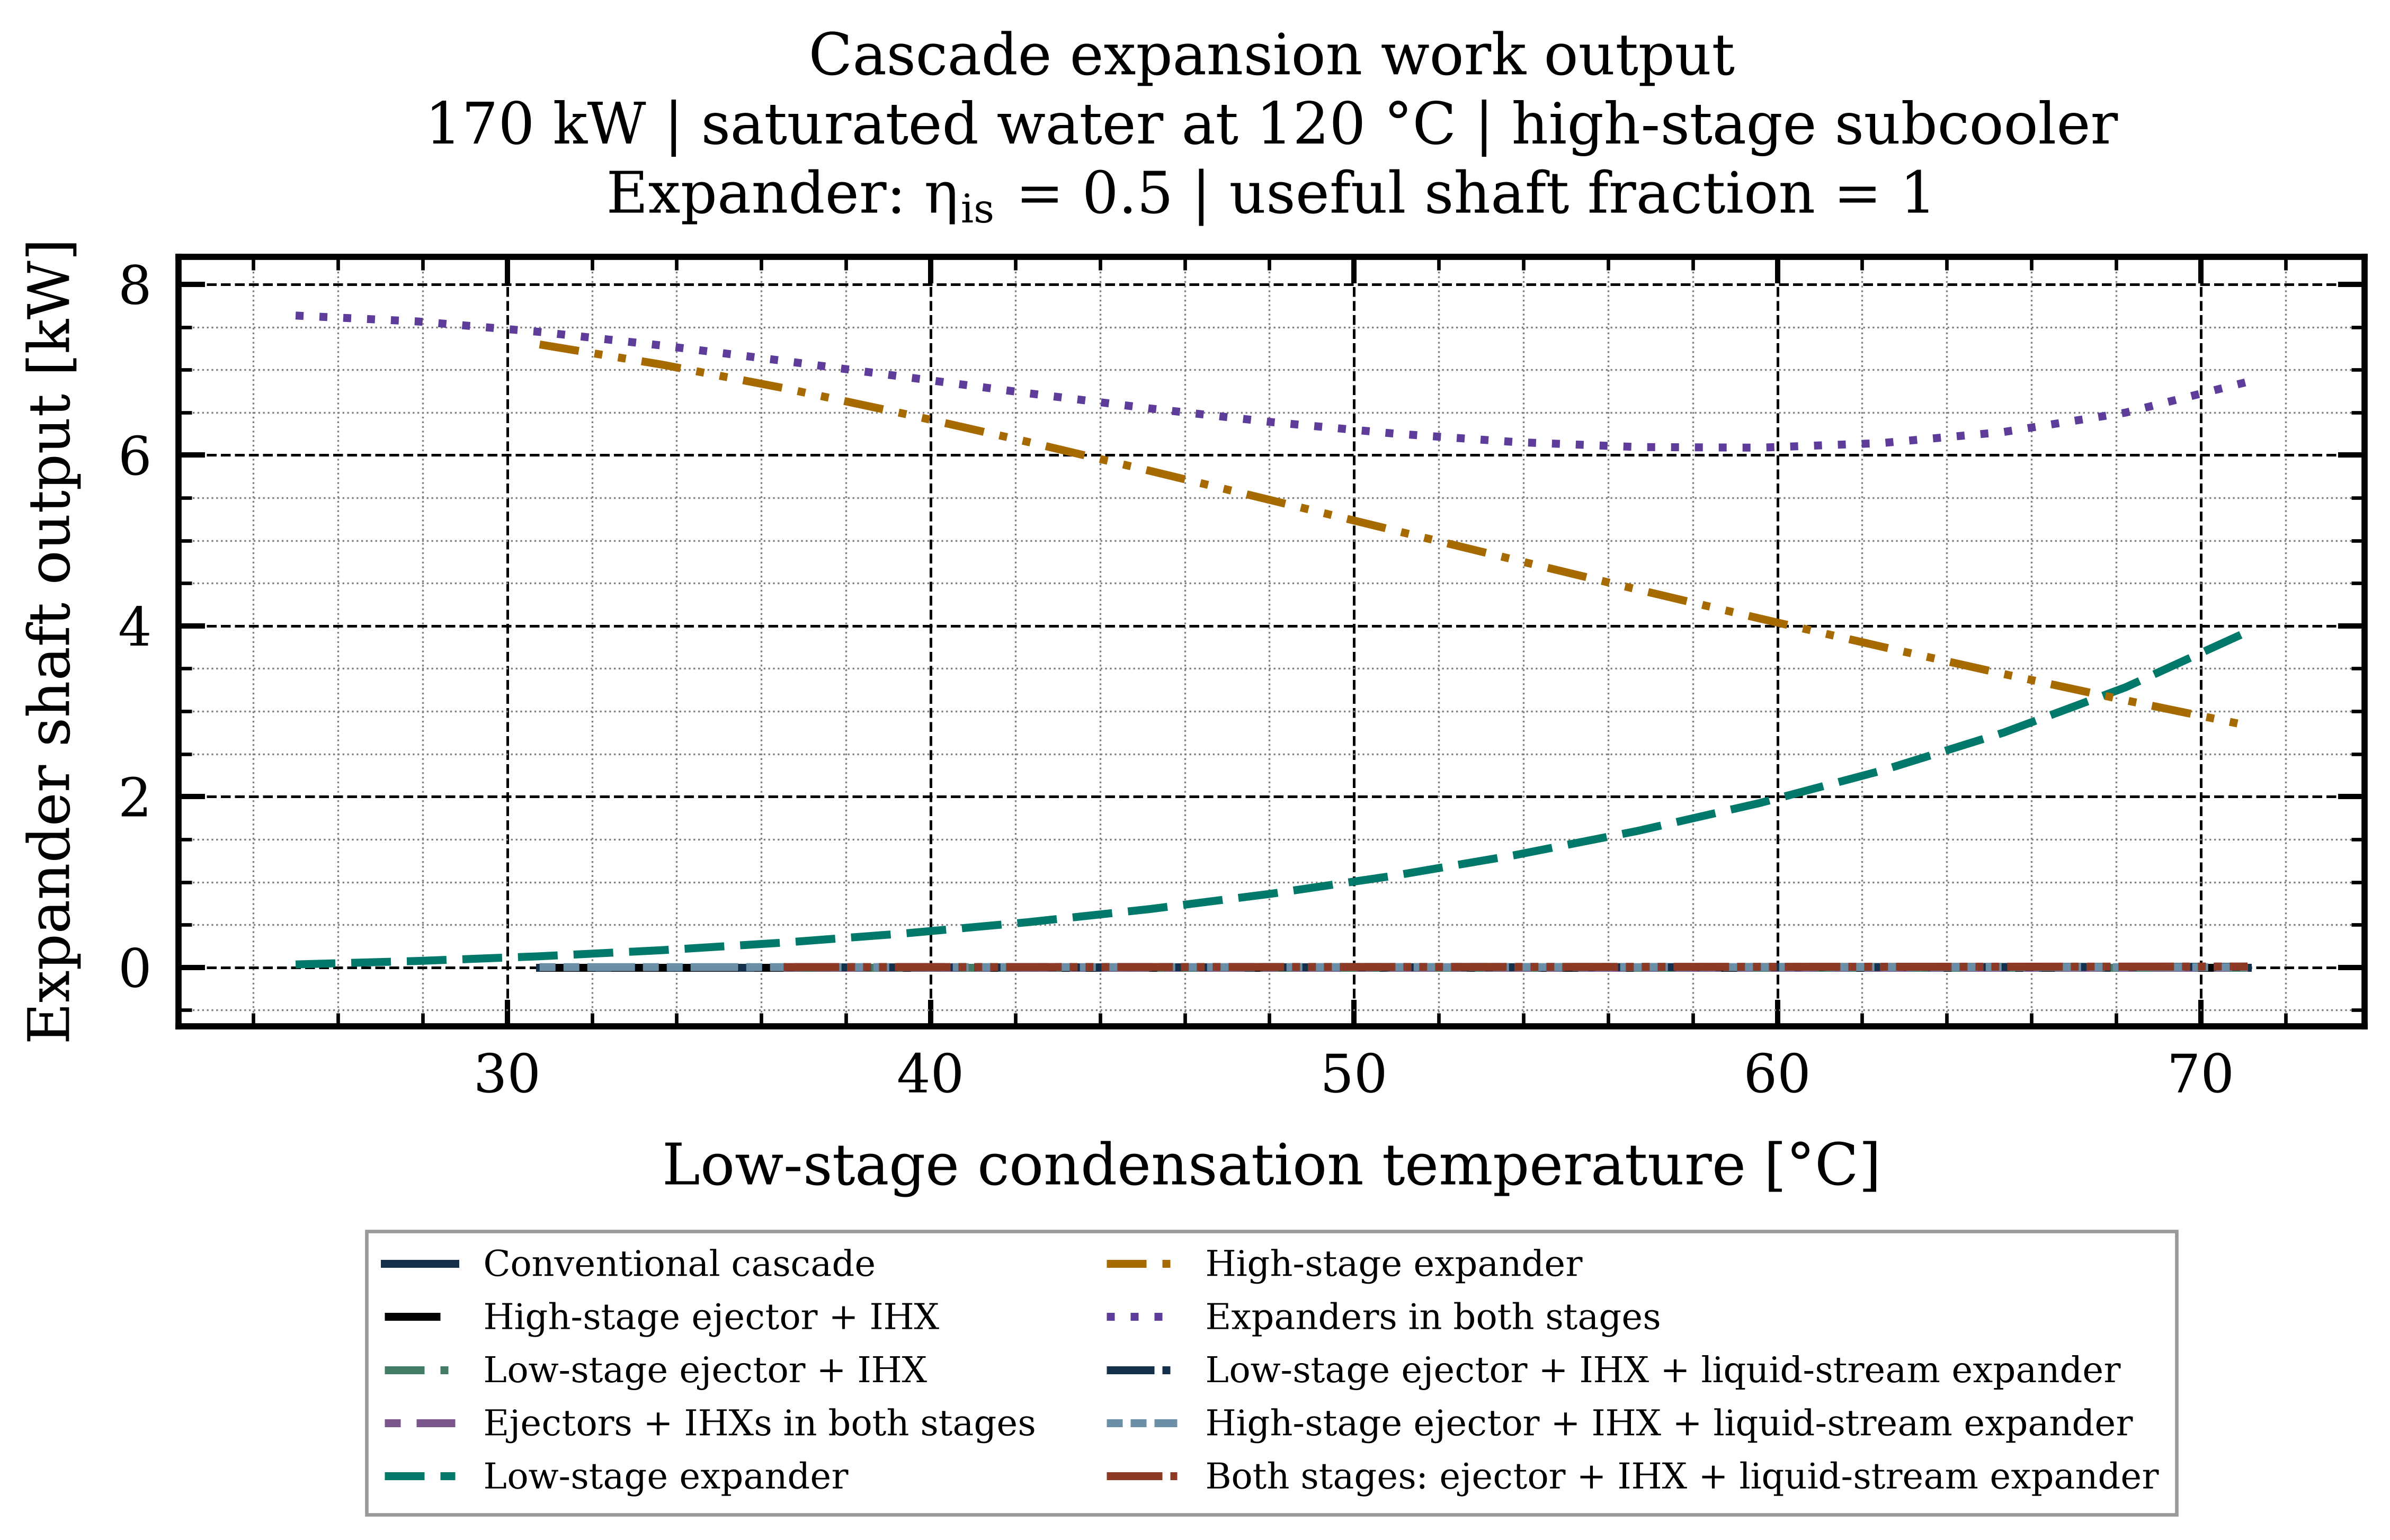 Cascade expansion work output
170 kW | saturated water at 120 °C | high-stage subcooler
Expander: ηis = 0.5 | useful shaft fraction = 1
Expander shaft output [kW]
8
6
4
2
0
30 40 50 60 70
Low-stage condensation temperature [°C]
Conventional cascade
High-stage ejector + IHX
Low-stage ejector + IHX
Ejectors + IHXs in both stages
Low-stage expander
High-stage expander
Expanders in both stages
Low-stage ejector + IHX + liquid-stream expander
High-stage ejector + IHX + liquid-stream expander
Both stages: ejector + IHX + liquid-stream expander